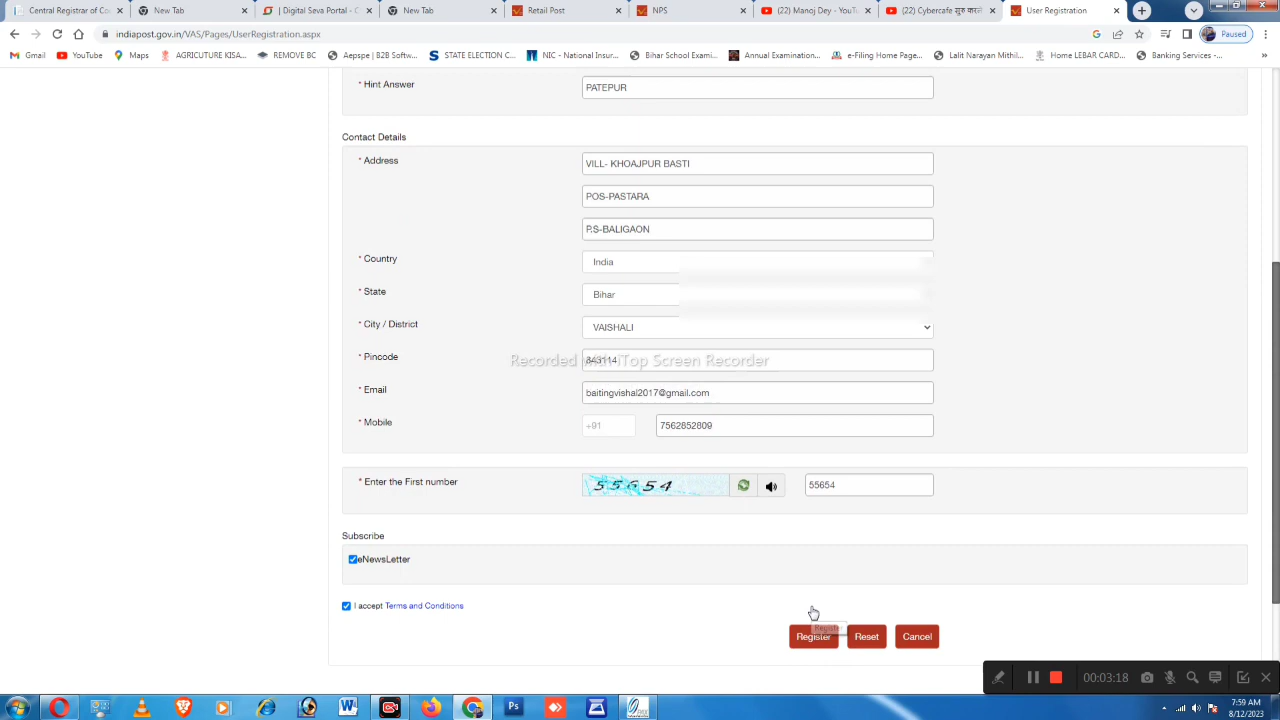 Central Registrar of Co
New Tab
Digital Seva Portal - C
New Tab
Retail Post
NPS
(22) Manoj Dey - YouT
(22) Cybercafe सुरु करते
User Registration
indiapost.gov.in/VAS/Pages/UserRegistration.aspx
Paused
Gmail
YouTube
Maps
AGRICUTURE KISA...
REMOVE BC
Aepspe | B2B Softw...
STATE ELECTION C...
NIC - National Insur...
Bihar School Exami...
Annual Examination...
e-Filing Home Page...
Lalit Narayan Mithil...
Home LEBAR CARD...
Banking Services -...
* Hint Answer
PATEPUR
Contact Details
* Address
VILL- KHOAJPUR BASTI
POS-PASTARA
P.S-BALIGAON
* Country
India
* State
Bihar
* City / District
VAISHALI
* Pincode
843114
Recorded with iTop Screen Recorder
* Email
baitingvishal2017@gmail.com
* Mobile
+91
7562852809
* Enter the First number
55654
55654
Subscribe
eNewsLetter
I accept Terms and Conditions
Register
Register
Reset
Cancel
00:03:18
7:59 AM
8/12/2023